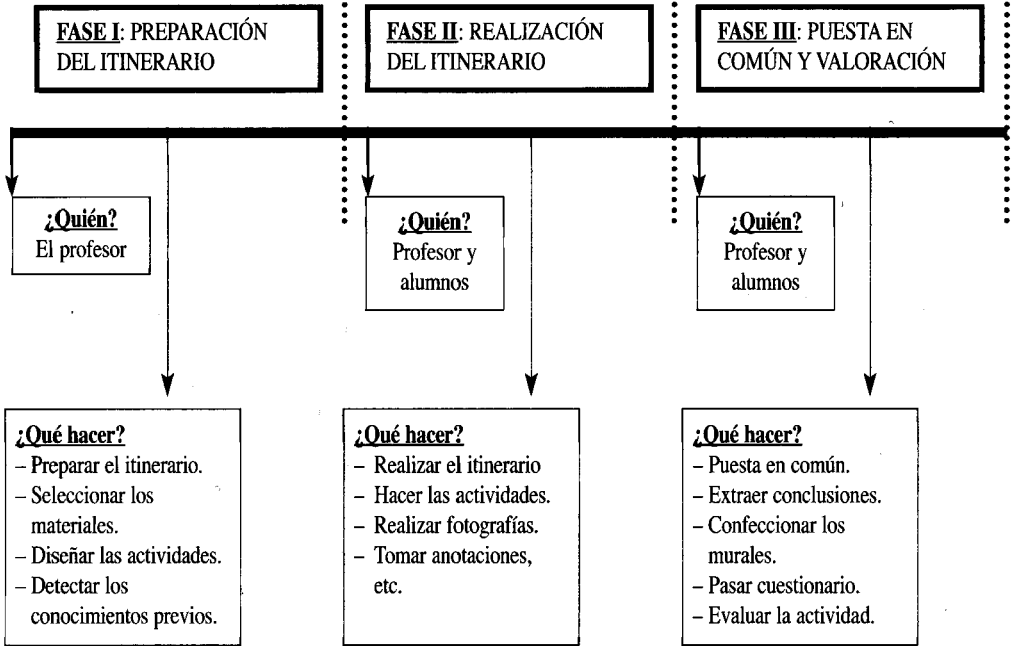 FASE I: PREPARACIÓN
DEL ITINERARIO
FASE II: REALIZACIÓN
DEL ITINERARIO
FASE III: PUESTA EN
COMÚN Y VALORACIÓN
¿Quién?
El profesor
¿Quién?
Profesor y
alumnos
¿Quién?
Profesor y
alumnos
¿Qué hacer?
– Preparar el itinerario.
– Seleccionar los
materiales.
– Diseñar las actividades.
– Detectar los
conocimientos previos.
¿Qué hacer?
– Realizar el itinerario
– Hacer las actividades.
– Realizar fotografías.
– Tomar anotaciones,
etc.
¿Qué hacer?
– Puesta en común.
– Extraer conclusiones.
– Confeccionar los
murales.
– Pasar cuestionario.
– Evaluar la actividad.